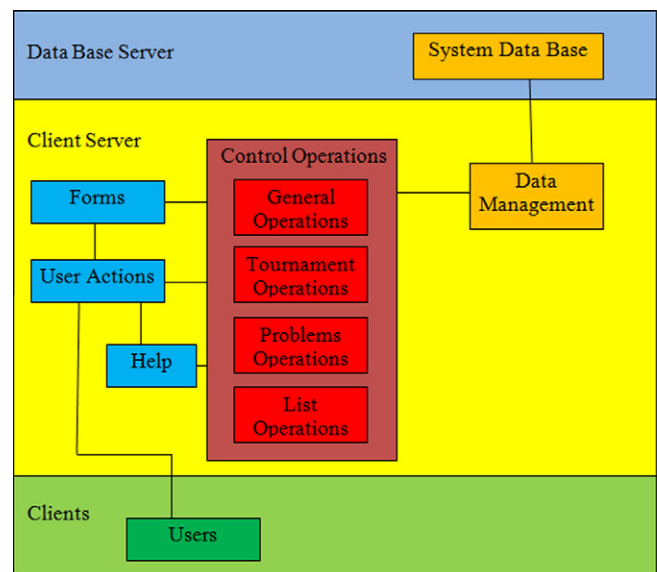 Data Base Server
System Data Base
Client Server
Control Operations
Forms
General
Operations
Data
Management
User Actions
Tournament
Operations
Help
Problems
Operations
List
Operations
Clients
Users